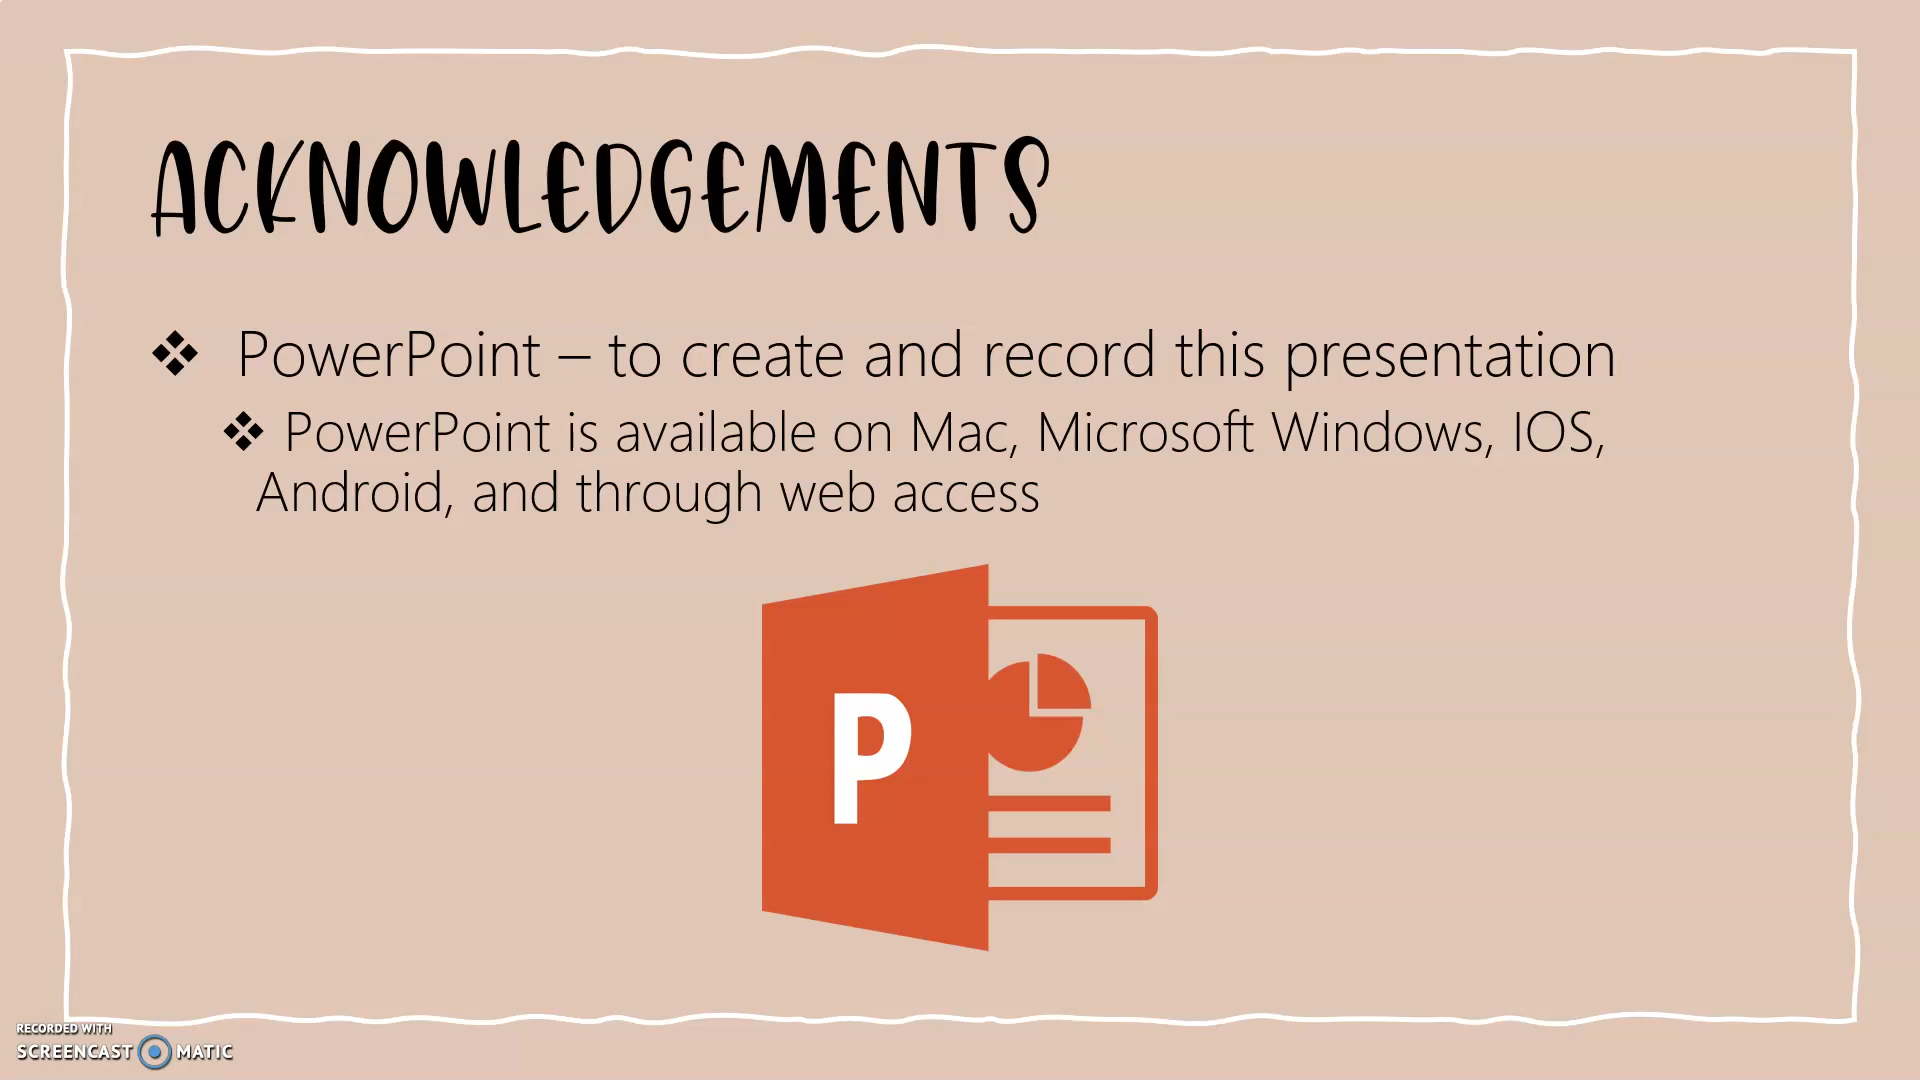 ACKNOWLEDGEMENTS
❖ PowerPoint – to create and record this presentation
❖ PowerPoint is available on Mac, Microsoft Windows, IOS,
Android, and through web access
P
RECORDED WITH
SCREENCAST MATIC